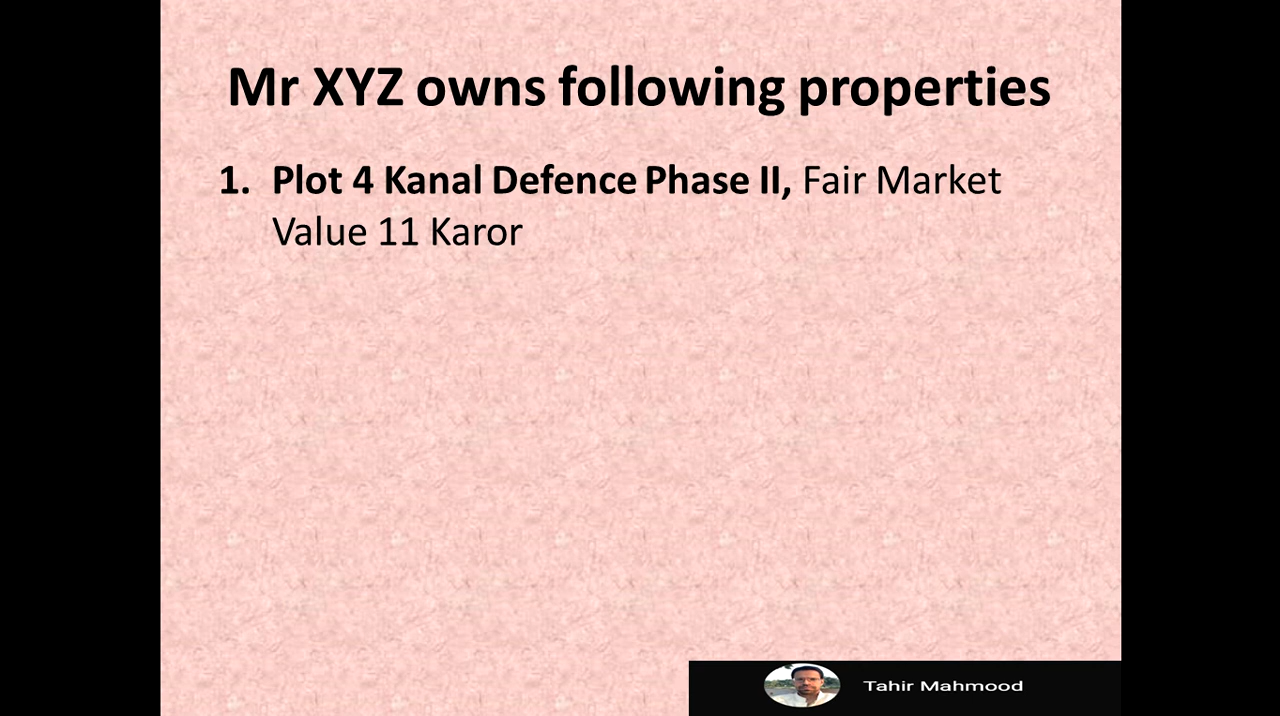 Mr XYZ owns following properties
1. Plot 4 Kanal Defence Phase II, Fair Market
Value 11 Karor
Tahir Mahmood